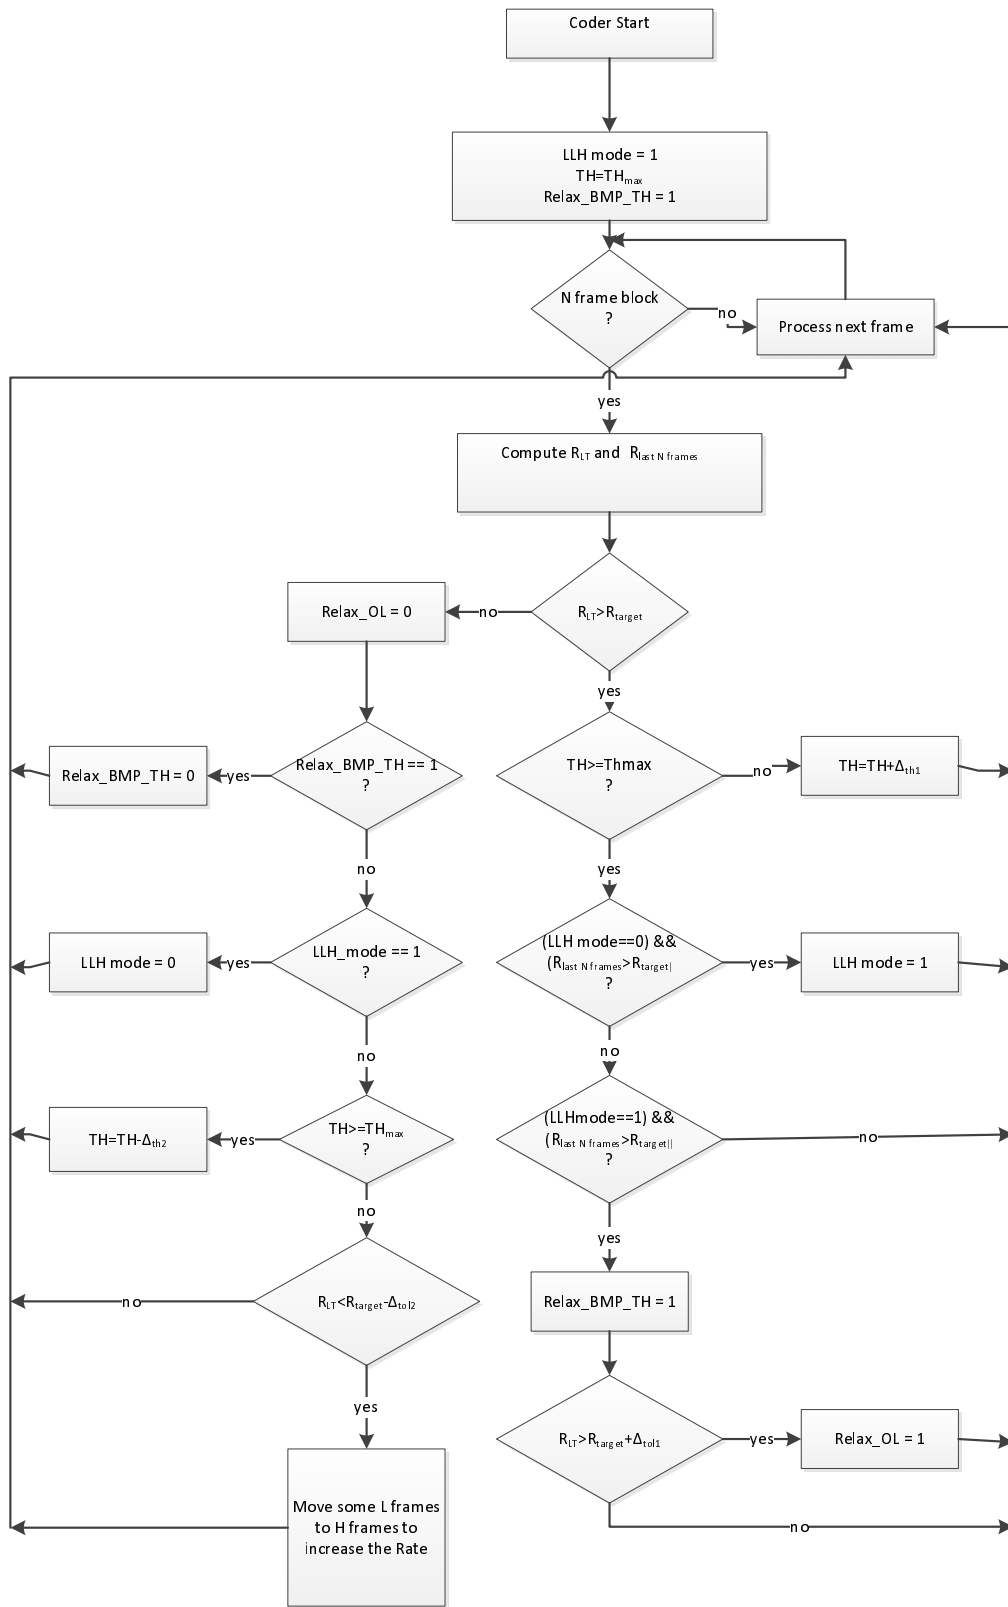 Coder Start
LLH mode = 1
TH=THmax
Relax_BMP_TH = 1
N frame block
?
no
Process next frame
yes
Compute RLT and Rlast N frames
Relax_OL = 0
no
RLT>Rtarget
yes
Relax_BMP_TH = 0
yes
Relax_BMP_TH == 1
?
TH>=Thmax
?
no
TH=TH+Δth1
no
yes
LLH mode = 0
yes
LLH_mode == 1
?
(LLH mode==0) &&
(Rlast N frames>Rtarget|
?
yes
LLH mode = 1
no
no
TH=TH-Δth2
yes
TH>=THmax
?
(LLHmode==1) &&
(Rlast N frames>Rtarget||
?
no
no
yes
no
RLT<Rtarget-Δtol2
Relax_BMP_TH = 1
yes
RLT>Rtarget+Δtol1
yes
Relax_OL = 1
Move some L frames
to H frames to
increase the Rate
no